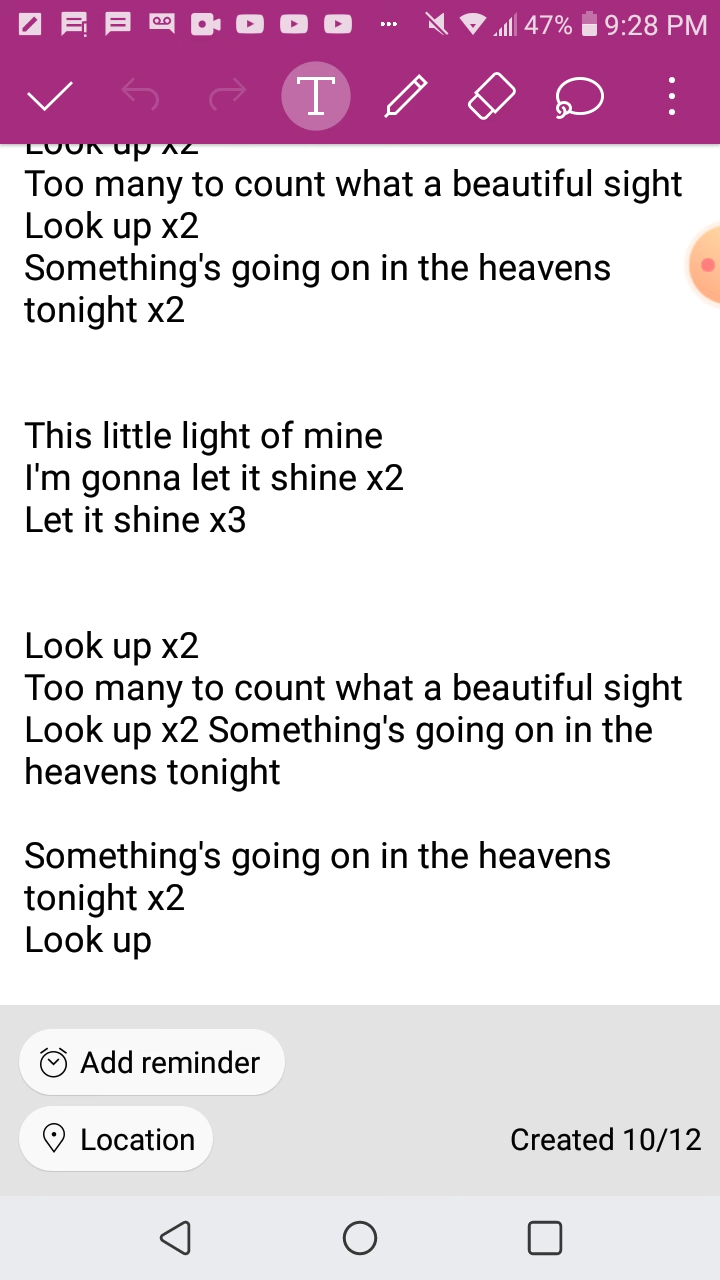 47% 9:28 PM
T
Look up x2
Too many to count what a beautiful sight
Look up x2
Something's going on in the heavens
tonight x2
This little light of mine
I'm gonna let it shine x2
Let it shine x3
Look up x2
Too many to count what a beautiful sight
Look up x2 Something's going on in the
heavens tonight
Something's going on in the heavens
tonight x2
Look up
Add reminder
Location
Created 10/12